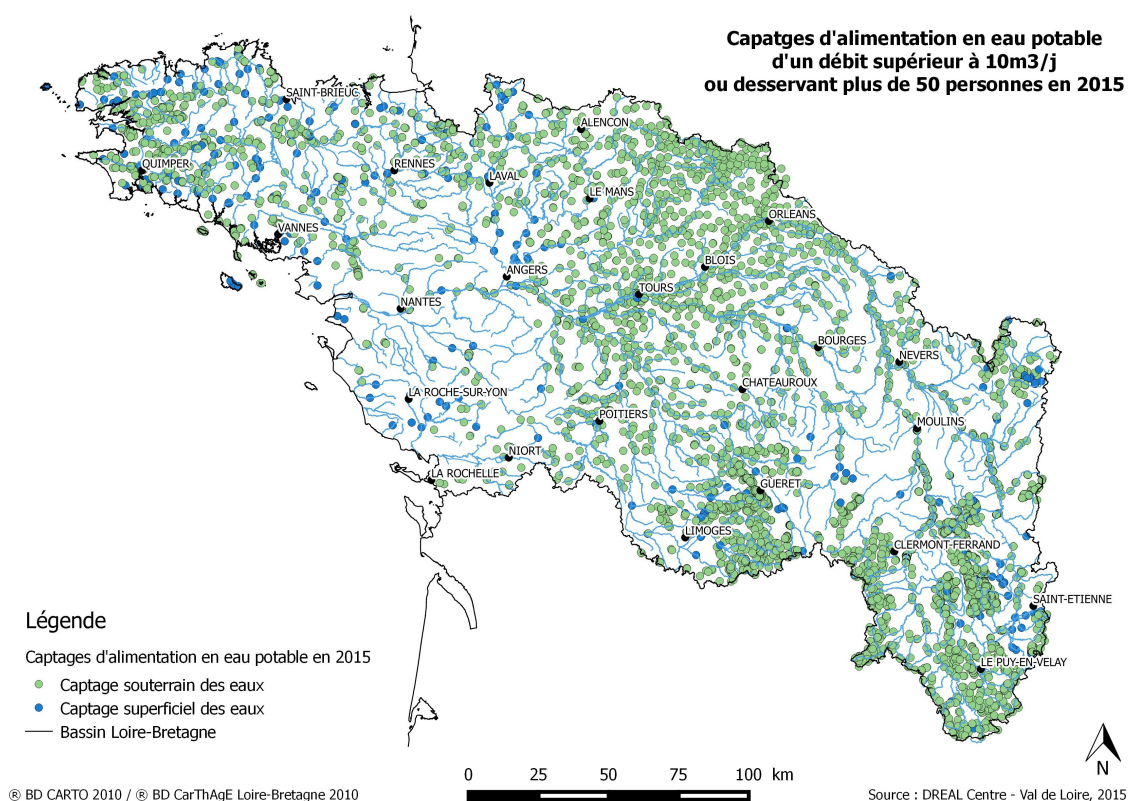 Capatges d'alimentation en eau potable
d'un débit supérieur à 10m3/j
ou desservant plus de 50 personnes en 2015
SAINT-BRIEUC
ALENCON
QUIMPER
RENNES
LAVAL
LE MANS
ORLEANS
VANNES
BLOIS
ANGERS
TOURS
NANTES
BOURGES
NEVERS
CHATEAUROUX
LA ROCHE-SUR-YON
POITIERS
MOULINS
NIORT
LA ROCHELLE
GUERET
LIMOGES
CLERMONT-FERRAND
SAINT-ETIENNE
LE PUY-EN-VELAY
Légende
Captages d'alimentation en eau potable en 2015
Captage souterrain des eaux
Captage superficiel des eaux
Bassin Loire-Bretagne
N
0 25 50 75 100 km
® BD CARTO 2010 / ® BD CarThAgE Loire-Bretagne 2010
Source : DREAL Centre - Val de Loire, 2015